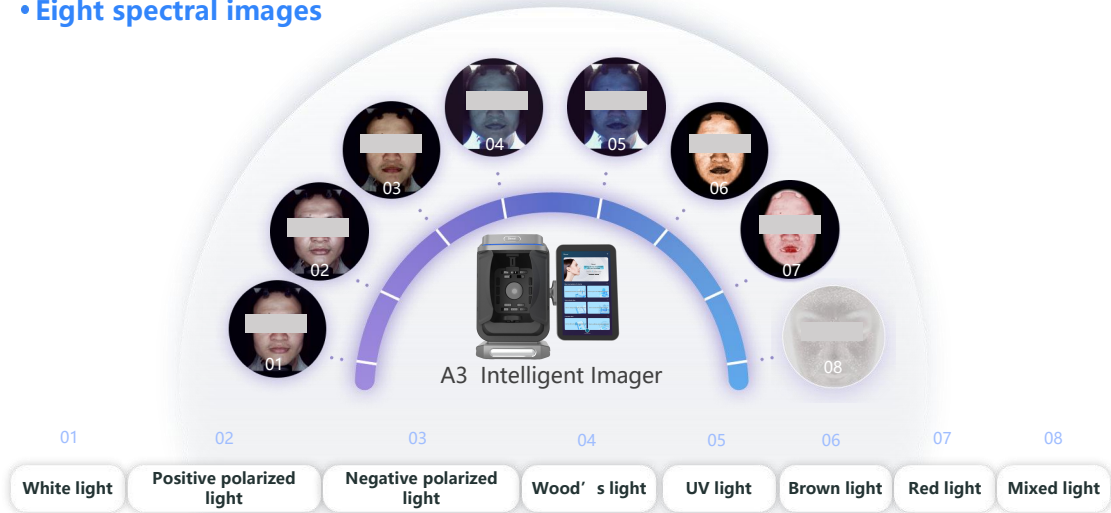 • Eight spectral images
04
05
03
06
02
07
01
08
A3 Intelligent Imager
01
02
03
04
05
06
07
08
White light
Positive polarized
light
Negative polarized
light
Wood’s light
UV light
Brown light
Red light
Mixed light